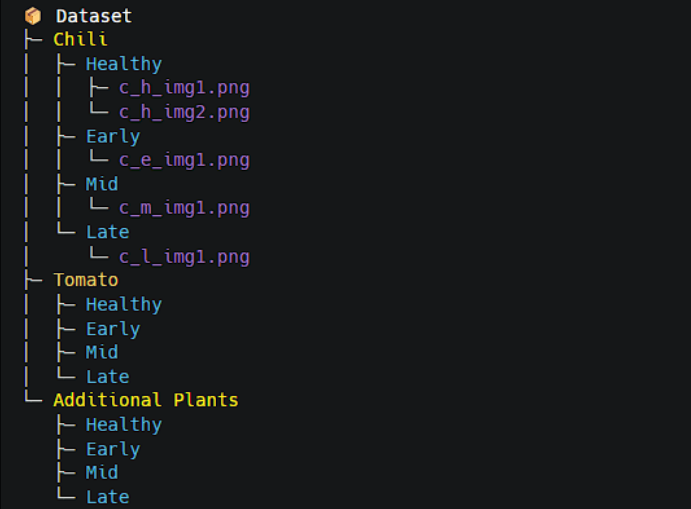 📦 Dataset
├─ Chili
│  ├─ Healthy
│  │  ├─ c_h_img1.png
│  │  └─ c_h_img2.png
│  ├─ Early
│  │  └─ c_e_img1.png
│  ├─ Mid
│  │  └─ c_m_img1.png
│  └─ Late
│     └─ c_l_img1.png
├─ Tomato
│  ├─ Healthy
│  ├─ Early
│  ├─ Mid
│  └─ Late
└─ Additional Plants
   ├─ Healthy
   ├─ Early
   ├─ Mid
   └─ Late